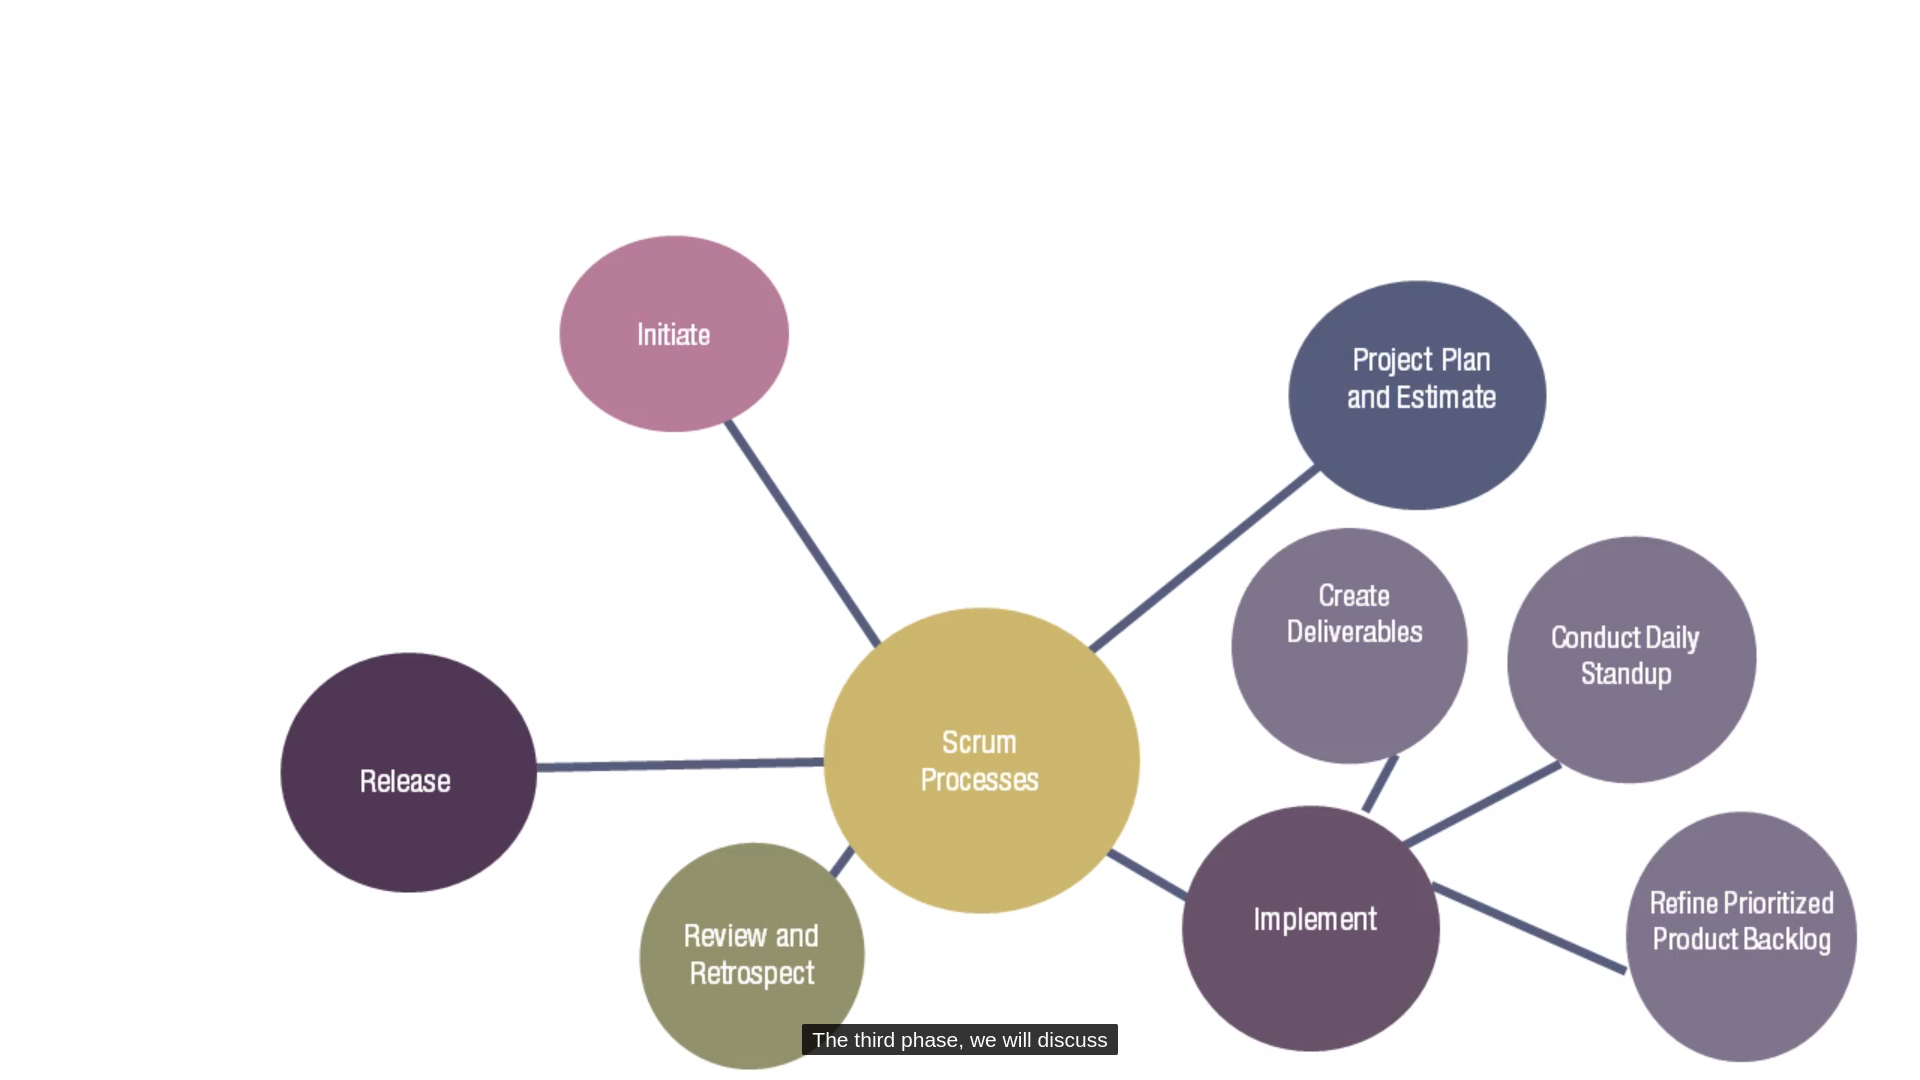 Initiate
Project Plan
and Estimate
Create
Deliverables
Conduct Daily
Standup
Scrum
Processes
Release
Implement
Refine Prioritized
Product Backlog
Review and
Retrospect
The third phase, we will discuss